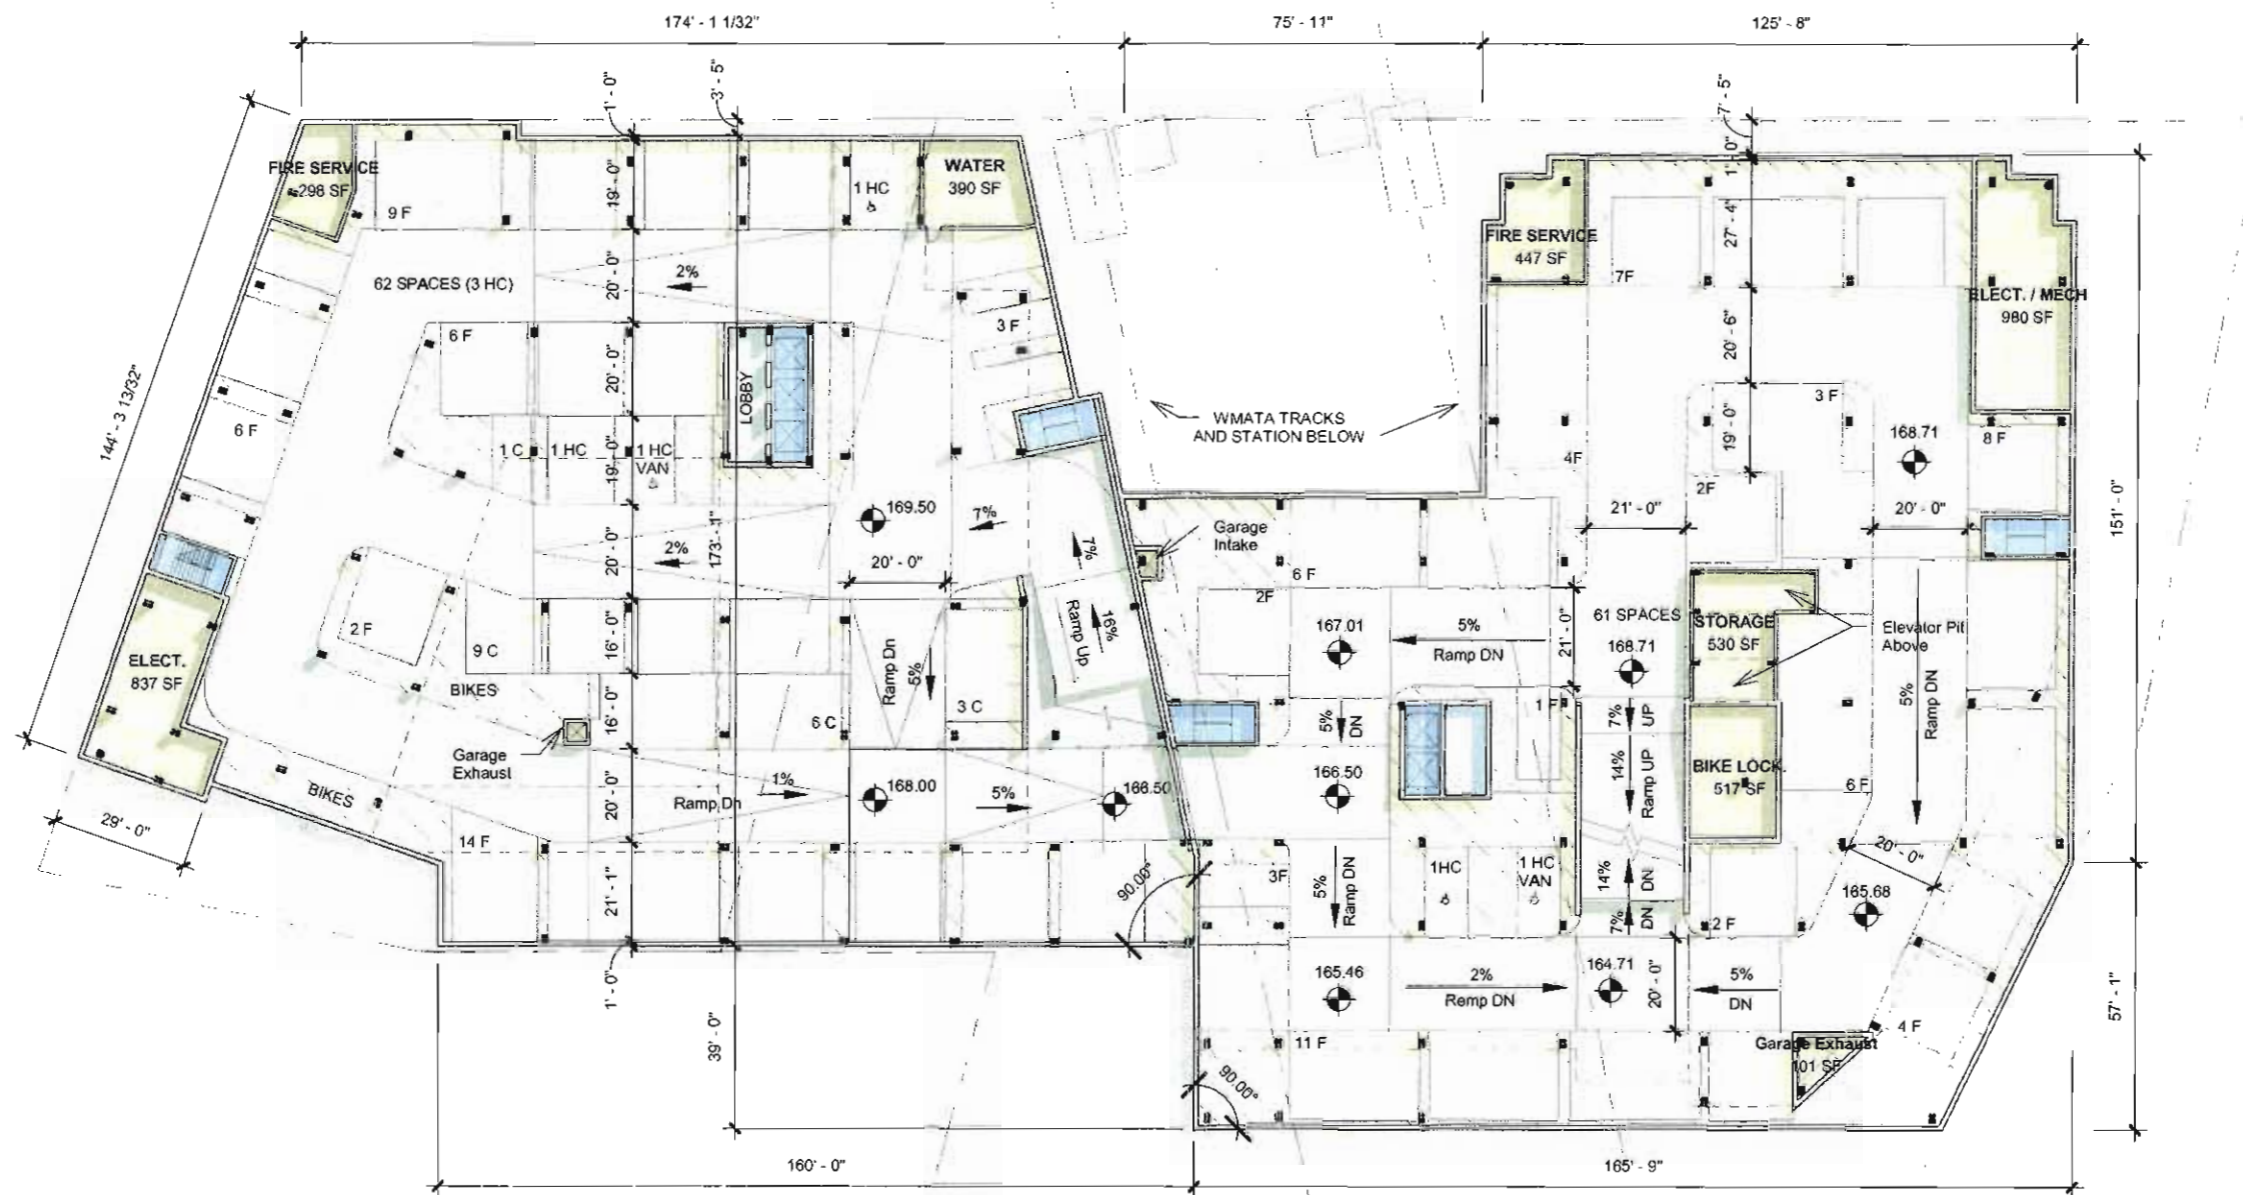 174' - 1 1/32"
75' - 11"
125' - 8"
1' - 0"
3' - 5"
7' - 5"
FIRE SERVICE
298 SF
9 F
19' - 0"
1 HC
WATER
390 SF
1' - 0"
27' - 4"
FIRE SERVICE
447 SF
7F
ELECT. / MECH
980 SF
62 SPACES (3 HC)
2%
20' - 0"
6 F
3 F
20' - 0"
LOBBY
20' - 6"
144' - 3 13/32"
6 F
1 C
1 HC
1 HC
VAN
19' - 0"
WMATA TRACKS
AND STATION BELOW
3 F
19' - 0"
168.71
8 F
4F
2F
169.50
7%
7%
173' - 1"
20' - 0"
2%
20' - 0"
Garage
Intake
21' - 0"
20' - 0"
151' - 0"
6 F
2F
2 F
9 C
BIKES
16' - 0"
Ramp Dn
5%
16%
Ramp Up
167.01
5%
Ramp DN
21' - 0"
61 SPACES
168.71
STORAGE
530 SF
Elevator Pit
Above
5%
Ramp DN
ELECT.
837 SF
16' - 0"
6 C
3 C
5%
DN
1 F
7%
UP
Garage
Exhaust
BIKES
Ramp Dn
1%
168.00
5%
166.50
20' - 0"
166.50
14%
Ramp UP
BIKE LOCK.
517 SF
6 F
29' - 0"
14 F
21' - 1"
90.00°
3F
5%
Ramp DN
1HC
1 HC
VAN
14%
DN
7%
DN
2 F
20' - 0"
165.68
1' - 0"
39' - 0"
165.46
2%
Remp DN
164.71
20' - 0"
5%
DN
57' - 1"
11 F
4 F
Garage Exhaust
101 SF
90.00°
160' - 0"
165' - 9"